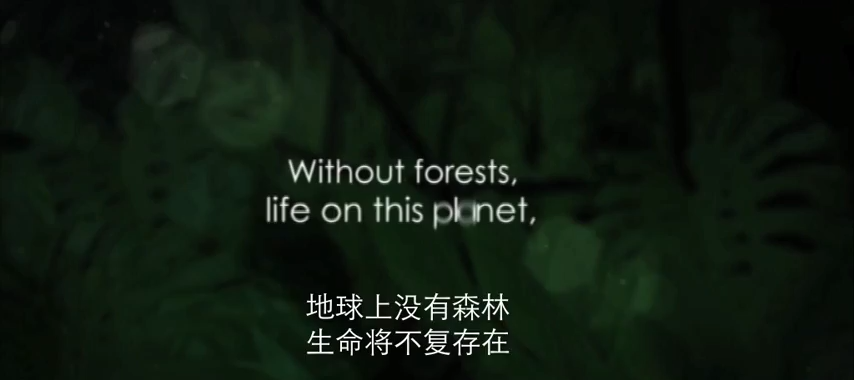 Without forests,
life on this planet,
地球上没有森林
生命将不复存在